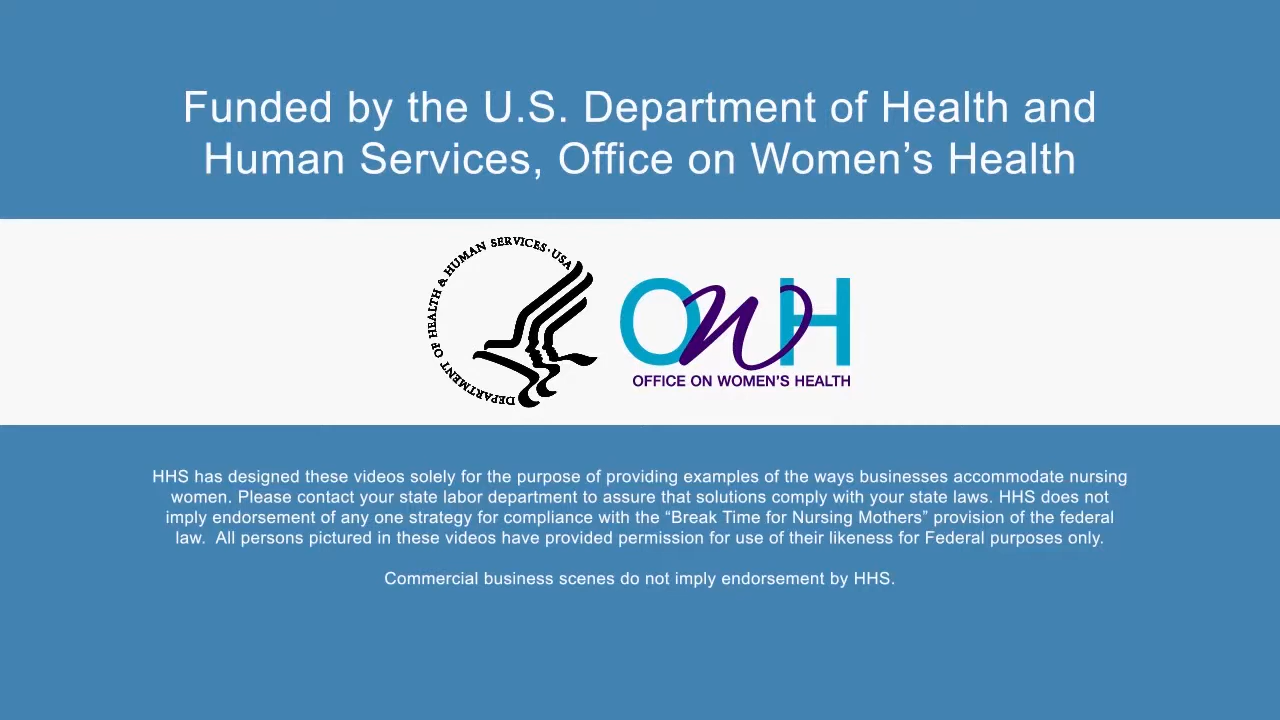 Funded by the U.S. Department of Health and
Human Services, Office on Women’s Health
DEPARTMENT OF HEALTH & HUMAN SERVICES · USA
OWH
OFFICE ON WOMEN’S HEALTH
HHS has designed these videos solely for the purpose of providing examples of the ways businesses accommodate nursing
women. Please contact your state labor department to assure that solutions comply with your state laws. HHS does not
imply endorsement of any one strategy for compliance with the “Break Time for Nursing Mothers” provision of the federal
law.  All persons pictured in these videos have provided permission for use of their likeness for Federal purposes only.
Commercial business scenes do not imply endorsement by HHS.